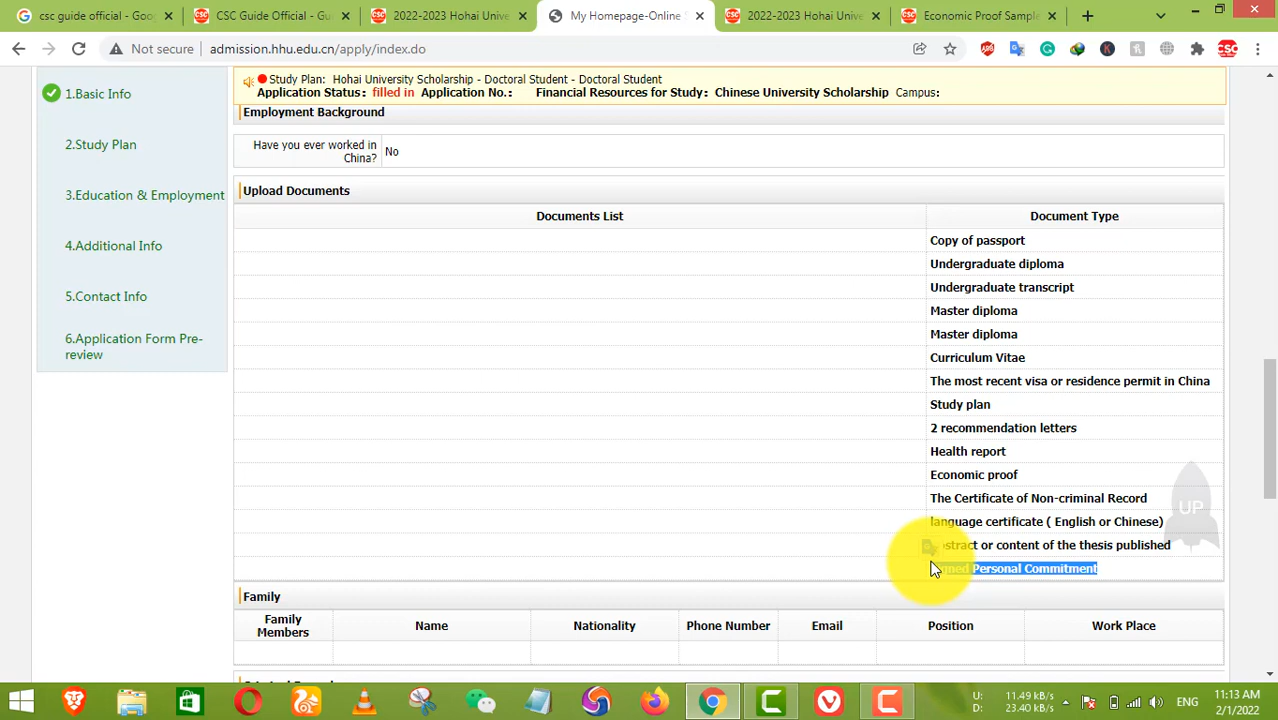 csc guide official - Goo
CSC Guide Official - Gui
2022-2023 Hohai Unive
My Homepage-Online
2022-2023 Hohai Unive
Economic Proof Sample
Not secure
admission.hhu.edu.cn/apply/index.do
1.Basic Info
2.Study Plan
3.Education & Employment
4.Additional Info
5.Contact Info
6.Application Form Pre-
review
Study Plan: Hohai University Scholarship - Doctoral Student - Doctoral Student
Application Status: filled in Application No.: Financial Resources for Study: Chinese University Scholarship Campus:
Employment Background
Have you ever worked in
China?
No
Upload Documents
Documents List
Document Type
Copy of passport
Undergraduate diploma
Undergraduate transcript
Master diploma
Master diploma
Curriculum Vitae
The most recent visa or residence permit in China
Study plan
2 recommendation letters
Health report
Economic proof
The Certificate of Non-criminal Record
language certificate ( English or Chinese)
stract or content of the thesis published
ned Personal Commitment
UP
Family
Family
Members
Name
Nationality
Phone Number
Email
Position
Work Place
U: 11.49 kB/s
D: 23.40 kB/s
ENG
11:13 AM
2/1/2022